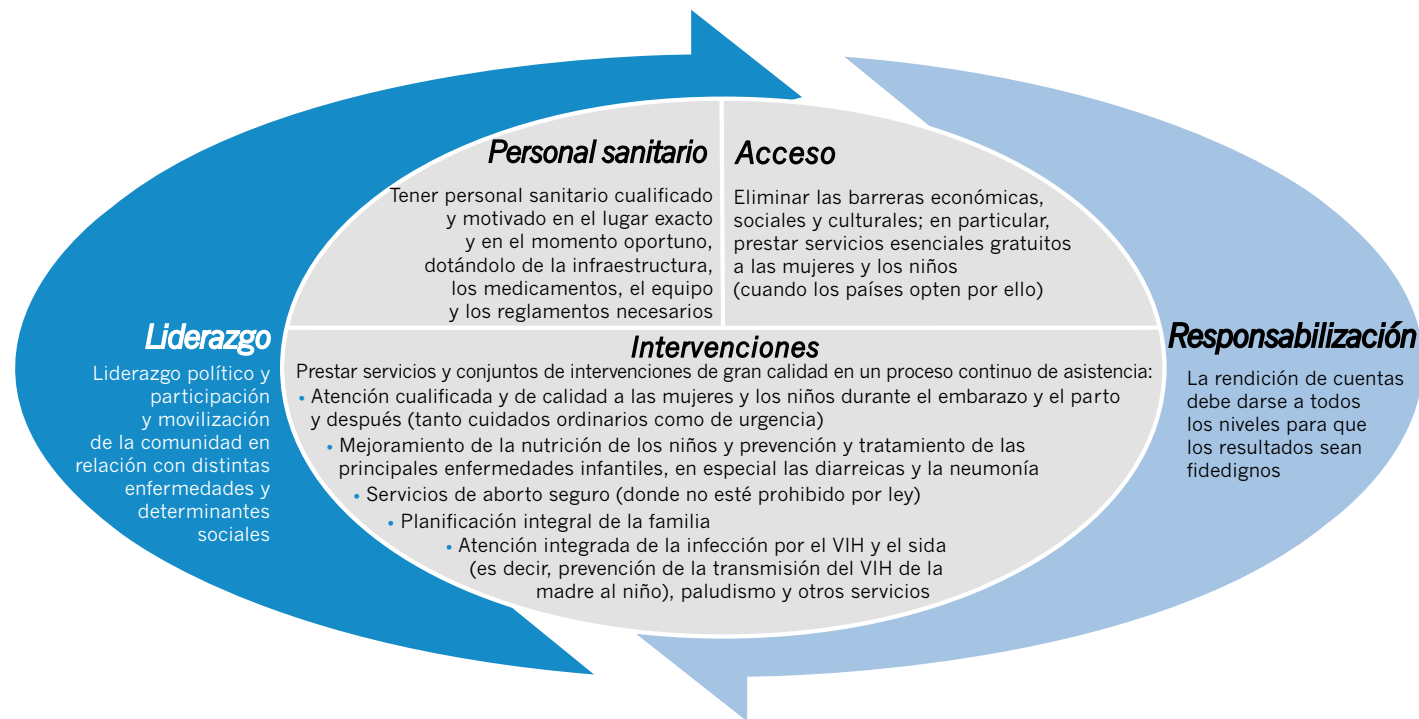 Personal sanitario
Tener personal sanitario cualificado
y motivado en el lugar exacto
y en el momento oportuno,
dotándolo de la infraestructura,
los medicamentos, el equipo
y los reglamentos necesarios
Acceso
Eliminar las barreras económicas,
sociales y culturales; en particular,
prestar servicios esenciales gratuitos
a las mujeres y los niños
(cuando los países opten por ello)
Liderazgo
Liderazgo político y
participación
y movilización
de la comunidad en
relación con distintas
enfermedades y
determinantes
sociales
Intervenciones
Prestar servicios y conjuntos de intervenciones de gran calidad en un proceso continuo de asistencia:
• Atención cualificada y de calidad a las mujeres y los niños durante el embarazo y el parto
y después (tanto cuidados ordinarios como de urgencia)
• Mejoramiento de la nutrición de los niños y prevención y tratamiento de las
principales enfermedades infantiles, en especial las diarreicas y la neumonía
• Servicios de aborto seguro (donde no esté prohibido por ley)
• Planificación integral de la familia
• Atención integrada de la infección por el VIH y el sida
(es decir, prevención de la transmisión del VIH de la
madre al niño), paludismo y otros servicios
Responsabilización
La rendición de cuentas
debe darse a todos
los niveles para que
los resultados sean
fidedignos